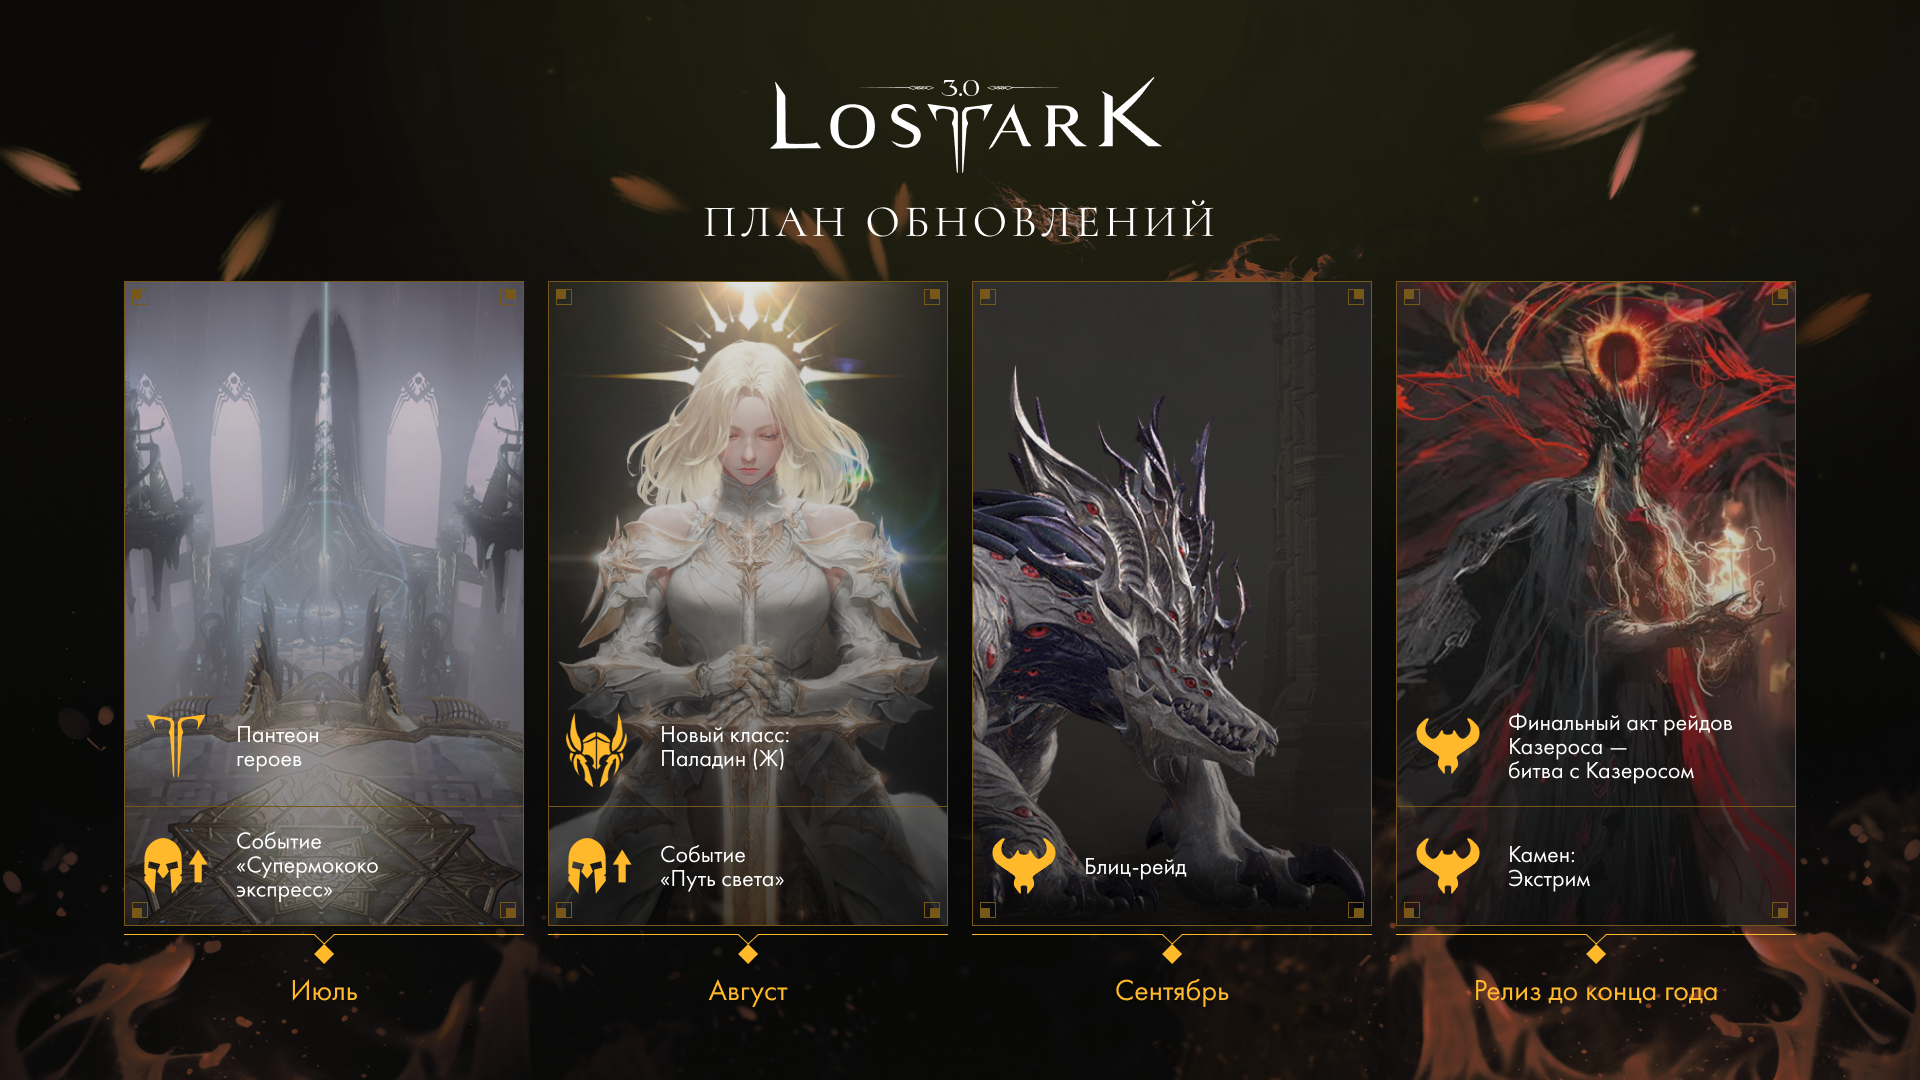 3.0
LOST ARK
ПЛАН ОБНОВЛЕНИЙ
Пантеон
героев
Событие
«Супермококо
экспресс»
Июль
Новый класс:
Паладин (Ж)
Событие
«Путь света»
Август
Блиц-рейд
Сентябрь
Финальный акт рейдов
Казероса —
битва с Казеросом
Камен:
Экстрим
Релиз до конца года